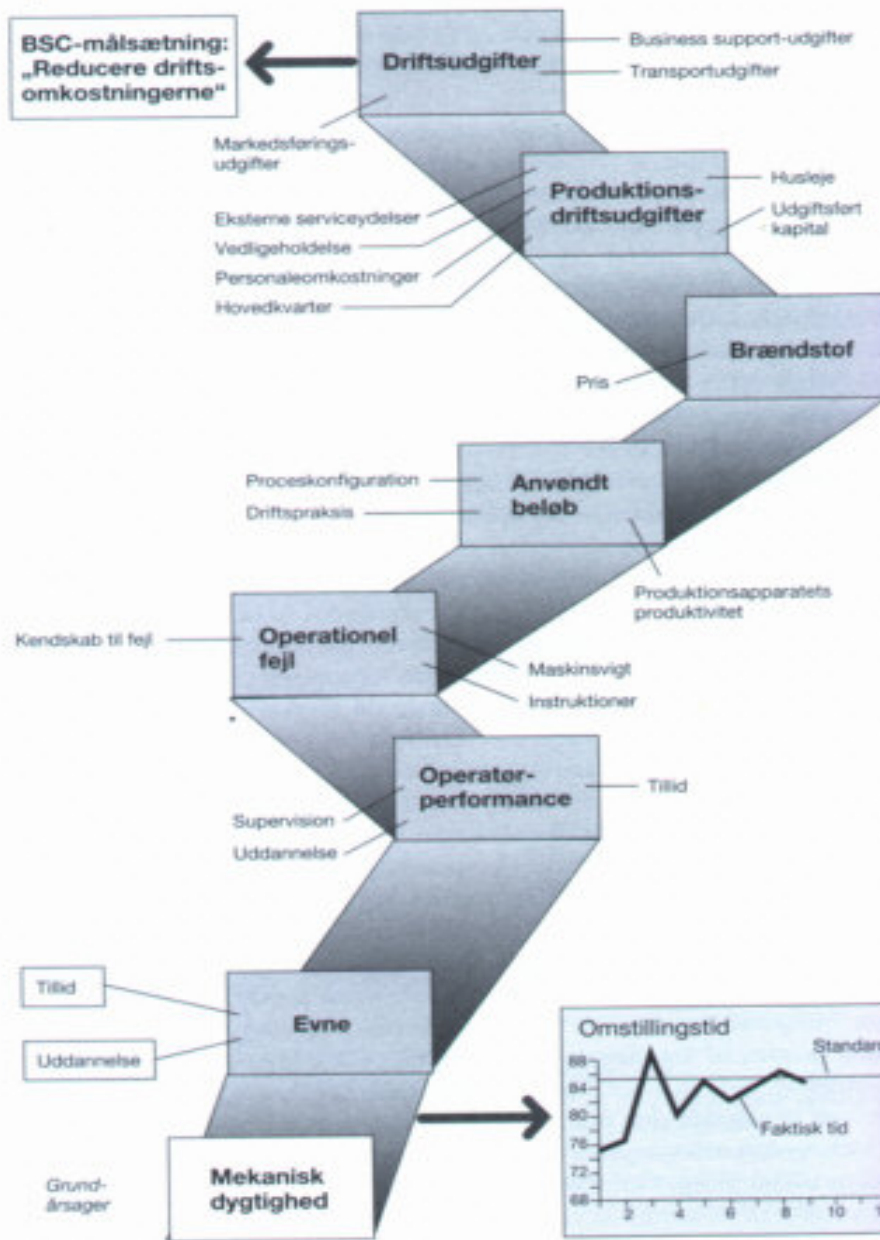 BSC-målsætning:
„Reducere drifts-
omkostningerne“
Driftsudgifter
Business support-udgifter
Transportudgifter
Markedsførings-
udgifter
Produktions-
driftsudgifter
Husleje
Udgiftsført
kapital
Eksterne serviceydelser
Vedligeholdelse
Personaleomkostninger
Hovedkvarter
Brændstof
Pris
Anvendt
beløb
Proceskonfiguration
Driftspraksis
Produktionsapparatets
produktivitet
Operationel
fejl
Kendskab til fejl
Maskinsvigt
Instruktioner
Operatør-
performance
Tillid
Supervision
Uddannelse
Evne
Tillid
Uddannelse
Mekanisk
dygtighed
Grund-
årsager
Omstillingstid
Standard
Faktisk tid
88
84
80
76
72
68
2 4 6 8 10